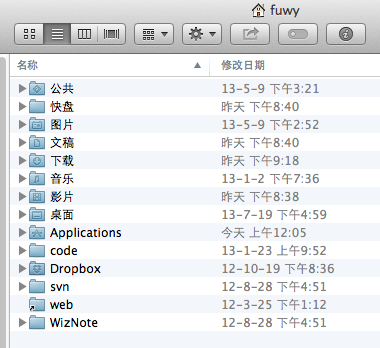 fuwy
名称 修改日期
公共 13-5-9 下午3:21
快盘 昨天 下午8:40
图片 13-5-9 下午2:52
文稿 昨天 下午8:40
下载 昨天 下午9:18
音乐 13-1-2 下午7:36
影片 昨天 下午8:38
桌面 13-7-19 下午4:59
Applications 今天 上午12:05
code 13-1-23 上午9:52
Dropbox 12-10-19 下午8:36
svn 12-8-28 下午4:51
web 12-3-25 下午1:12
WizNote 12-8-28 下午4:51